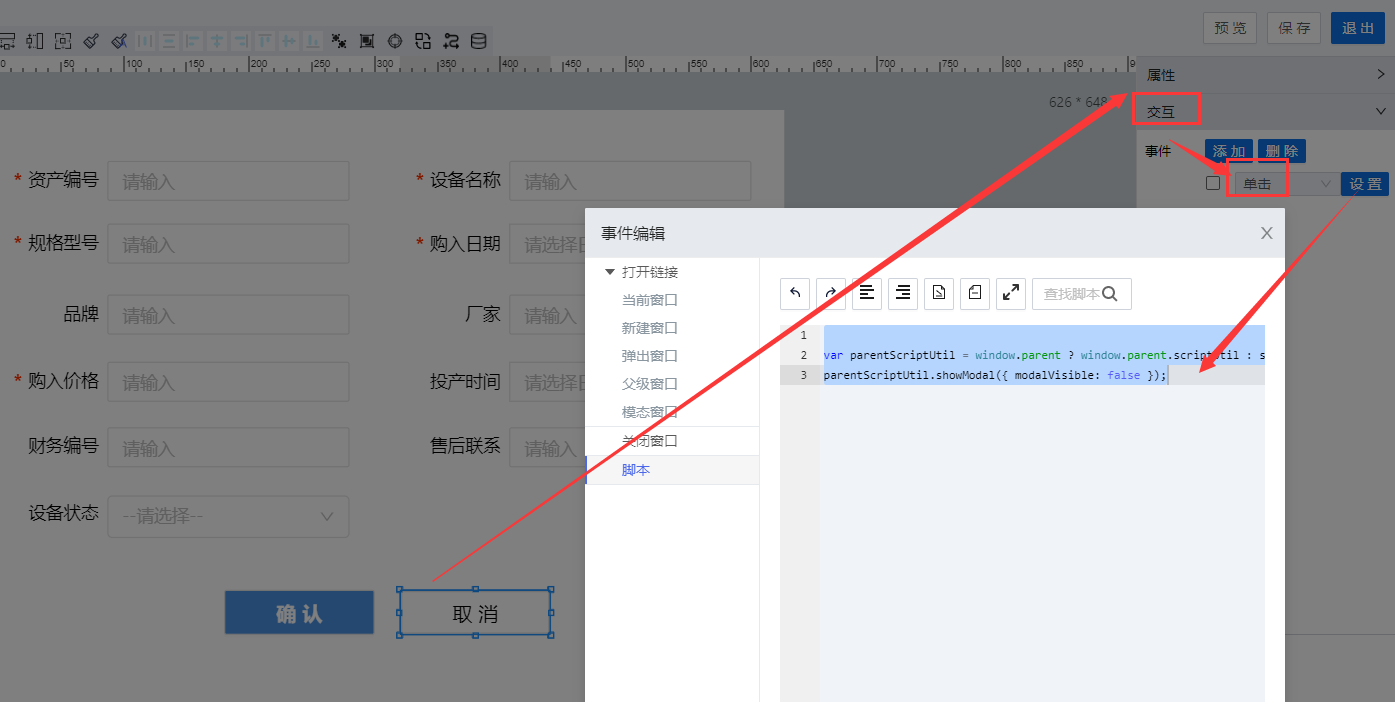 预 览 保 存 退 出
0 50 100 150 200 250 300 350 400 450 500 550 600 650 700 750 800 850
属性
626 * 648
交互
事件 添 加 删 除
单击 设 置
* 资产编号 请输入 * 设备名称 请输入
* 规格型号 请输入 * 购入日期 请选择
品牌 请输入 厂家 请输入
* 购入价格 请输入 投产时间 请选择
财务编号 请输入 售后联系 请输入
设备状态 --请选择--
确 认 取 消
事件编辑
打开链接
当前窗口
新建窗口
弹出窗口
父级窗口
模态窗口
关闭窗口
脚本
查找脚本
1
2 var parentScriptUtil = window.parent ? window.parent.scriptUtil : s
3 parentScriptUtil.showModal({ modalVisible: false });